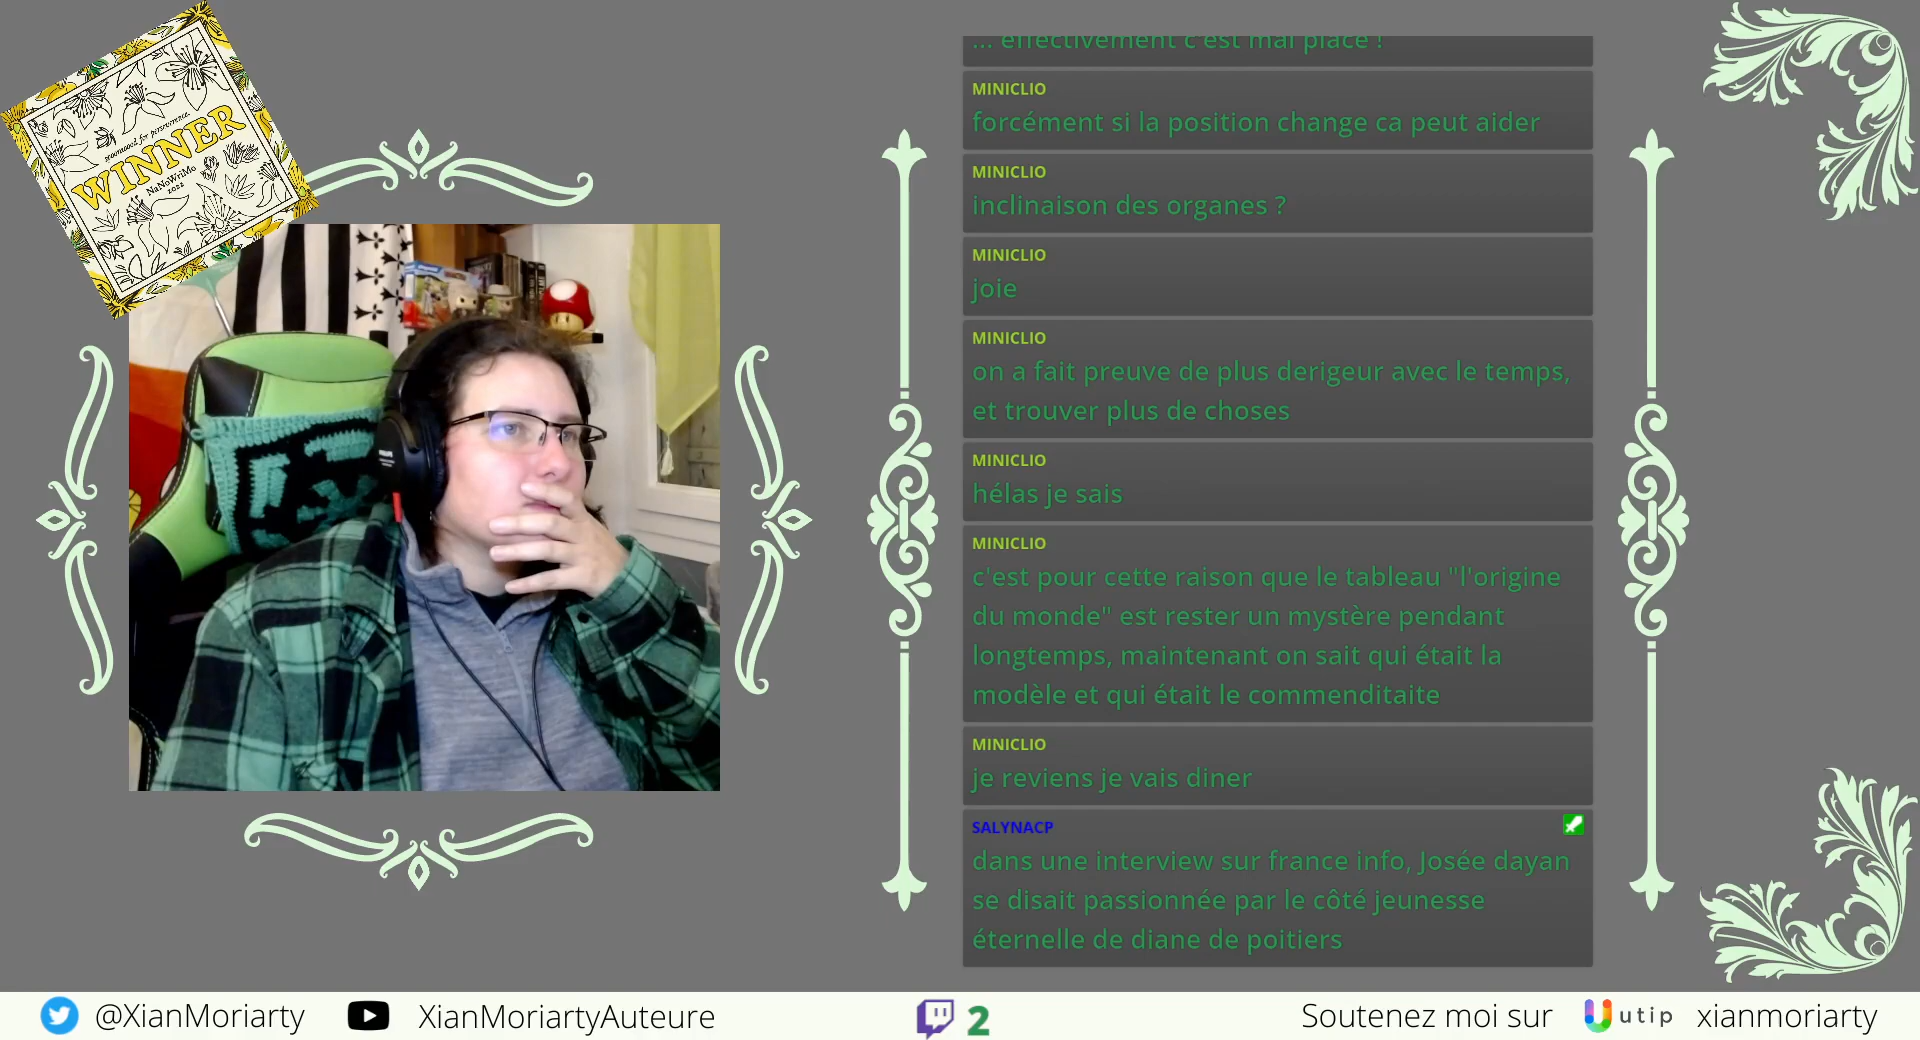 Broadened for perseverance.
WINNER
NaNoWriMo
2022
... effectivement c'est mal placé !
MINICLIO
forcément si la position change ca peut aider
MINICLIO
inclinaison des organes ?
MINICLIO
joie
MINICLIO
on a fait preuve de plus derigeur avec le temps,
et trouver plus de choses
MINICLIO
hélas je sais
MINICLIO
c'est pour cette raison que le tableau "l'origine
du monde" est rester un mystère pendant
longtemps, maintenant on sait qui était la
modèle et qui était le commenditaite
MINICLIO
je reviens je vais diner
SALYNACP
dans une interview sur france info, Josée dayan
se disait passionnée par le côté jeunesse
éternelle de diane de poitiers
@XianMoriarty
XianMoriartyAuteure
2
Soutenez moi sur
utip
xianmoriarty